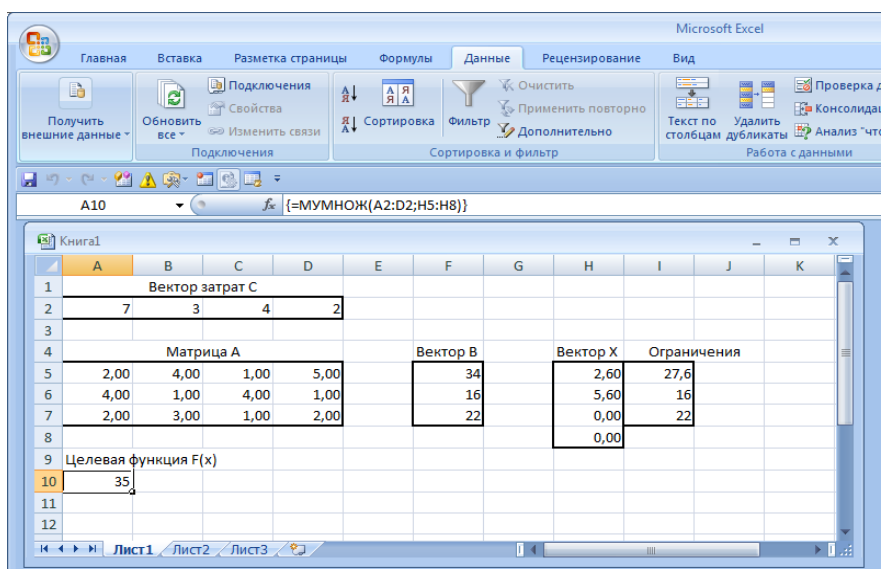 Microsoft Excel
Главная Вставка Разметка страницы Формулы Данные Рецензирование Вид
Получить внешние данные
Обновить все
Подключения
Свойства
Изменить связи
Подключения
Сортировка
Фильтр
Очистить
Применить повторно
Дополнительно
Сортировка и фильтр
Текст по столбцам
Удалить дубликаты
Проверка д
Консолидац
Анализ "что
Работа с данными
A10 fx {=МУМНОЖ(A2:D2;H5:H8)}
Книга1
A B C D E F G H I J K
1 Вектор затрат C
2 7 3 4 2
3
4 Матрица A Вектор B Вектор X Ограничения
5 2,00 4,00 1,00 5,00 34 2,60 27,6
6 4,00 1,00 4,00 1,00 16 5,60 16
7 2,00 3,00 1,00 2,00 22 0,00 22
8 0,00
9 Целевая функция F(x)
10 35
11
12
Лист1 Лист2 Лист3